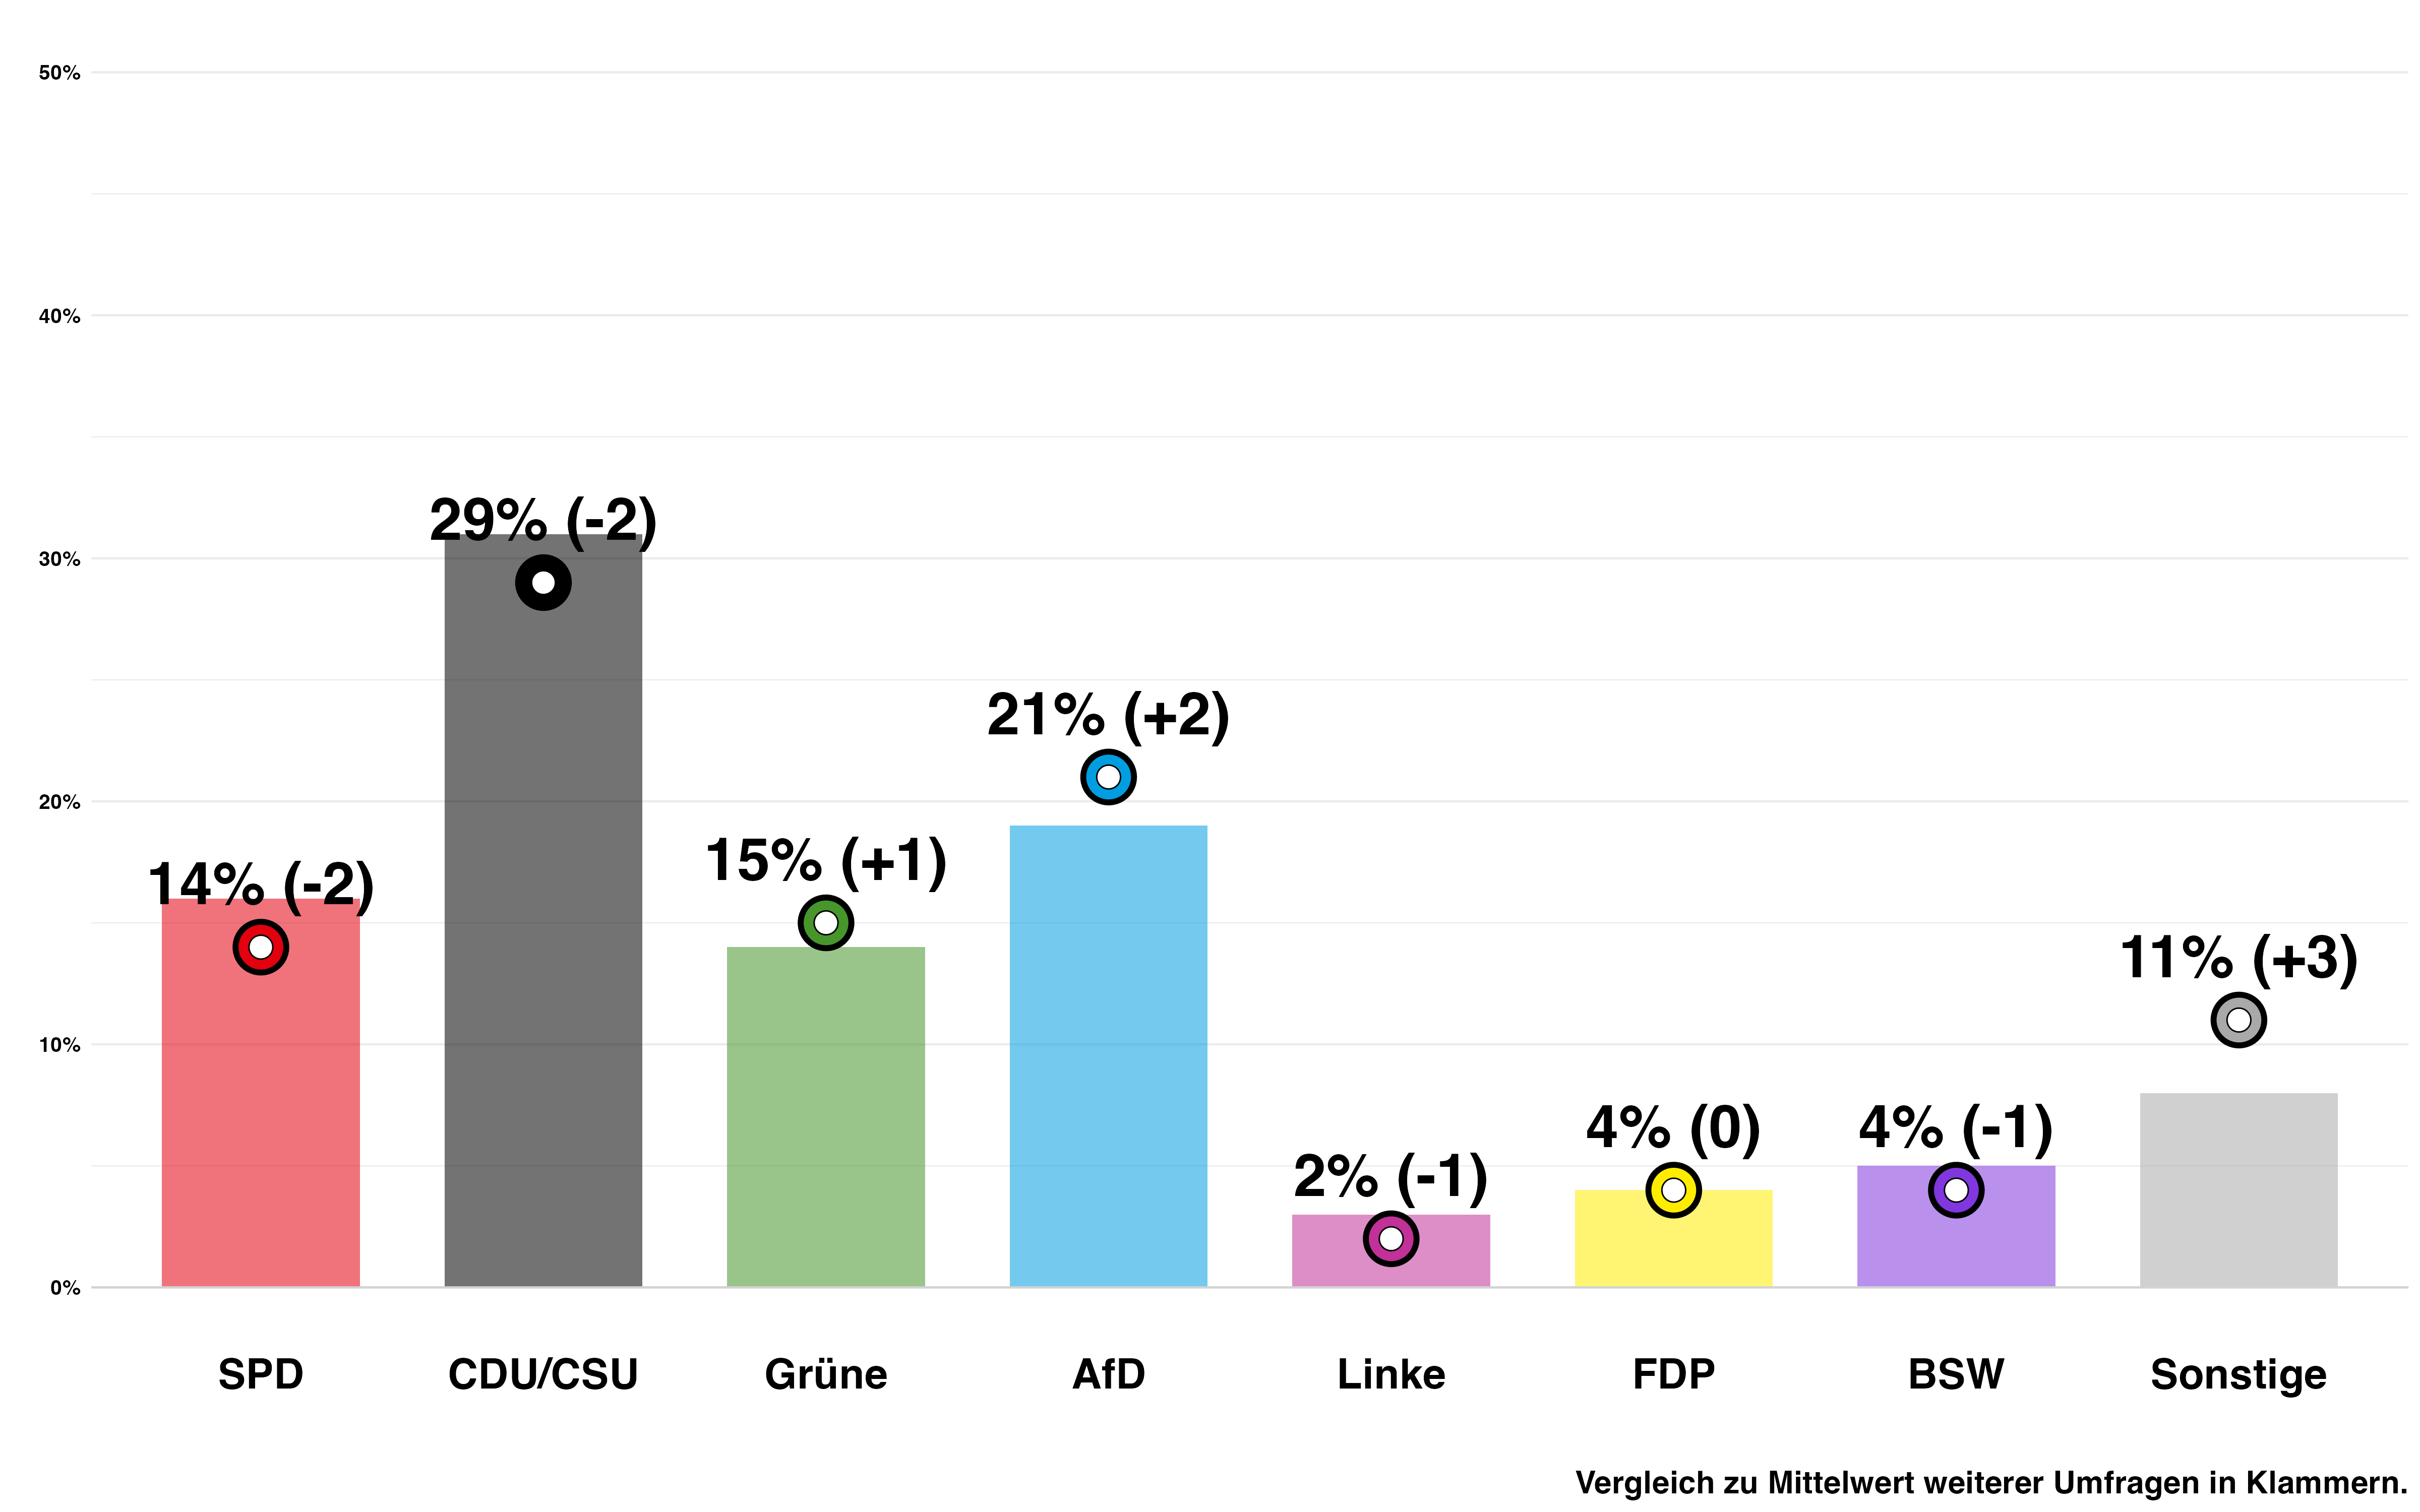 50%
40%
30%
20%
10%
0%
14% (-2)
29% (-2)
15% (+1)
21% (+2)
2% (-1)
4% (0)
4% (-1)
11% (+3)
SPD
CDU/CSU
Grüne
AfD
Linke
FDP
BSW
Sonstige
Vergleich zu Mittelwert weiterer Umfragen in Klammern.